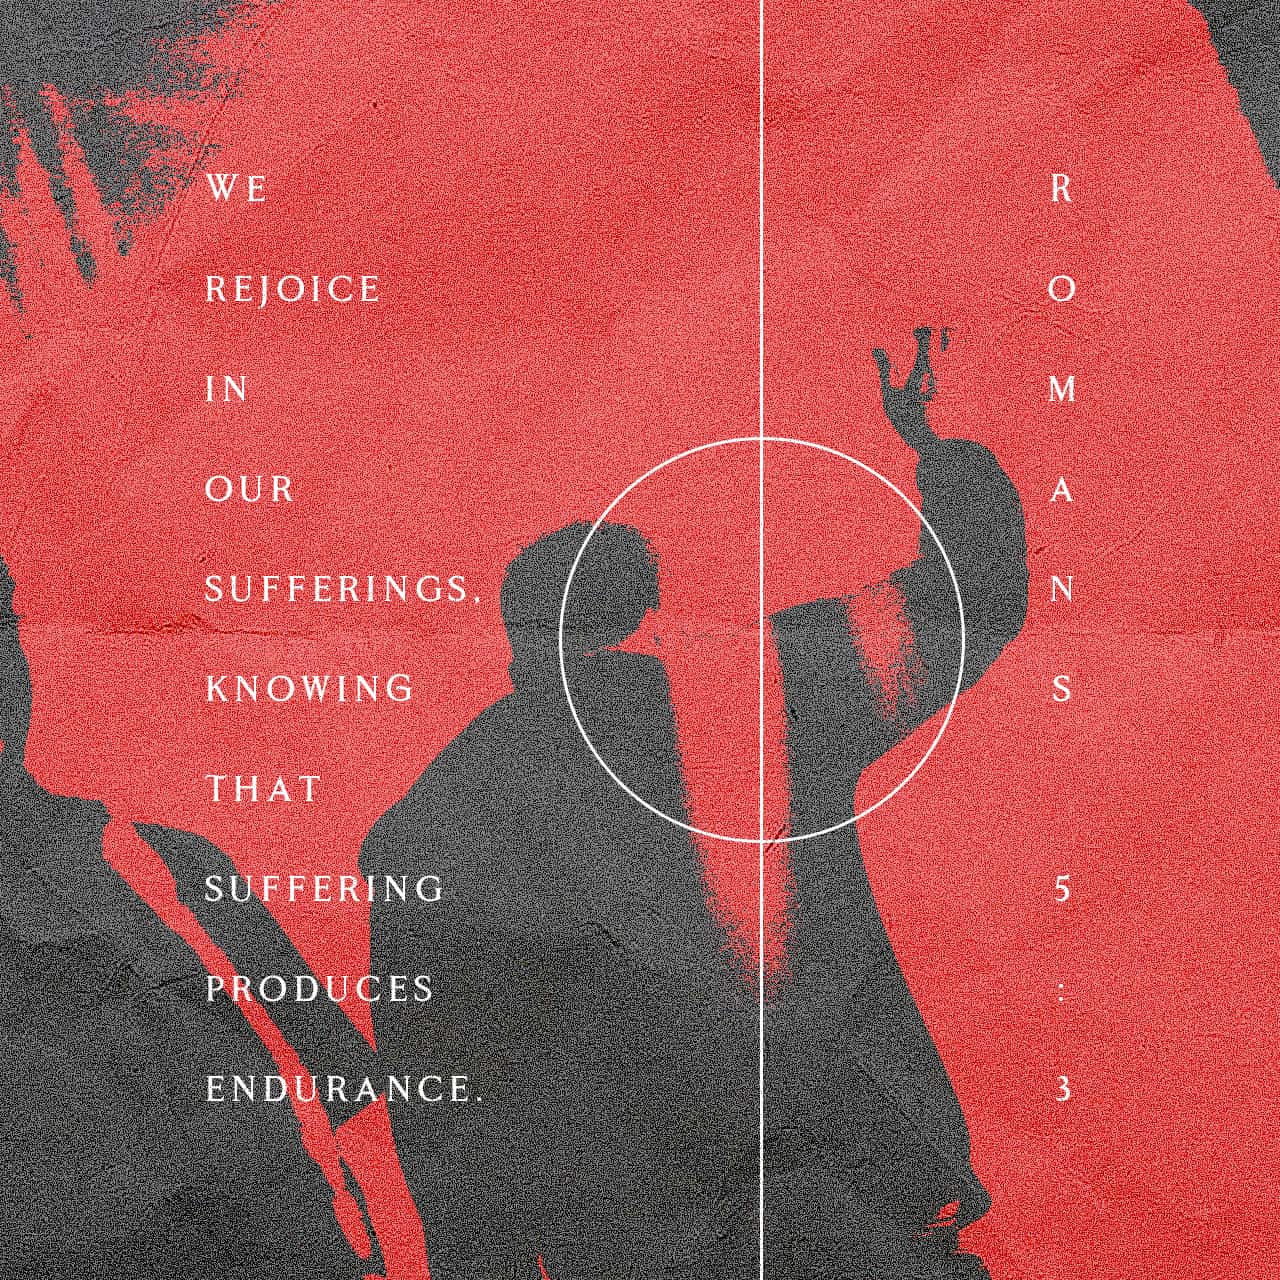 WE
REJOICE
IN
OUR
SUFFERINGS,
KNOWING
THAT
SUFFERING
PRODUCES
ENDURANCE.
R
O
M
A
N
S
5
:
3